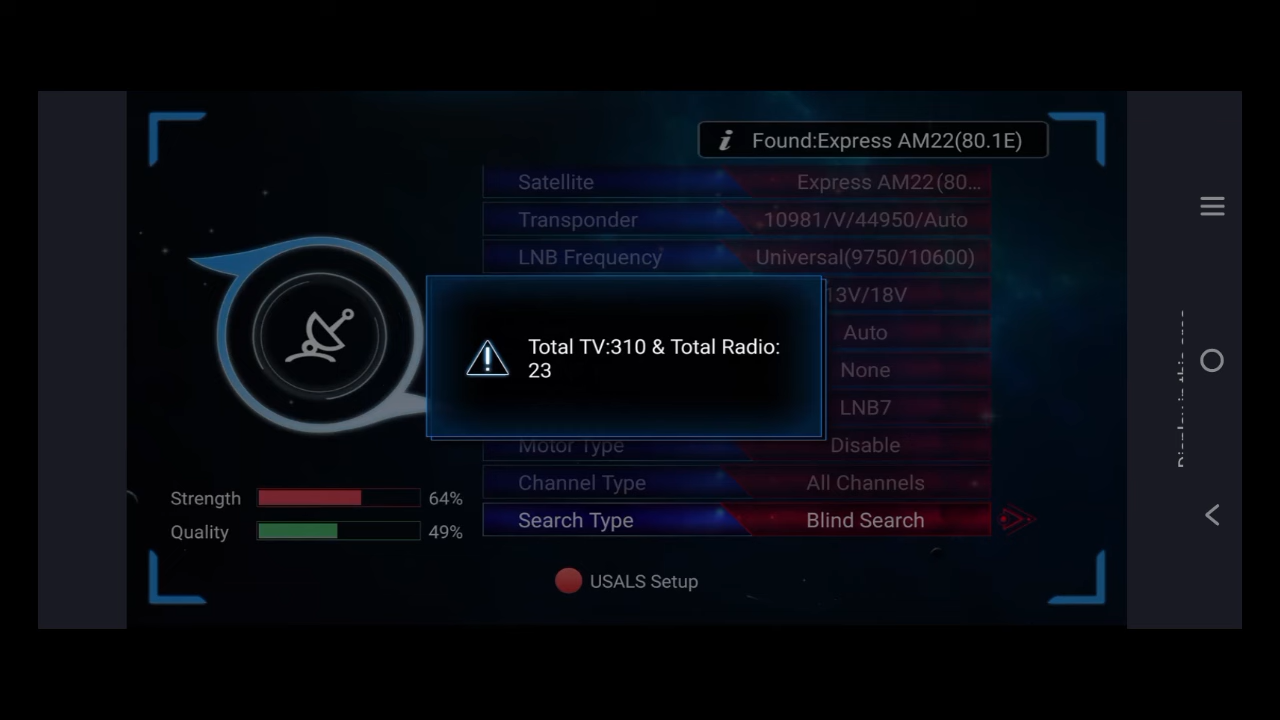 Found:Express AM22(80.1E)
Satellite Express AM22(80...
Transponder 10981/V/44950/Auto
LNB Frequency Universal(9750/10600)
13V/18V
Auto
None
LNB7
Total TV:310 & Total Radio:
23
Motor Type Disable
Channel Type All Channels
Search Type Blind Search
Strength 64%
Quality 49%
USALS Setup